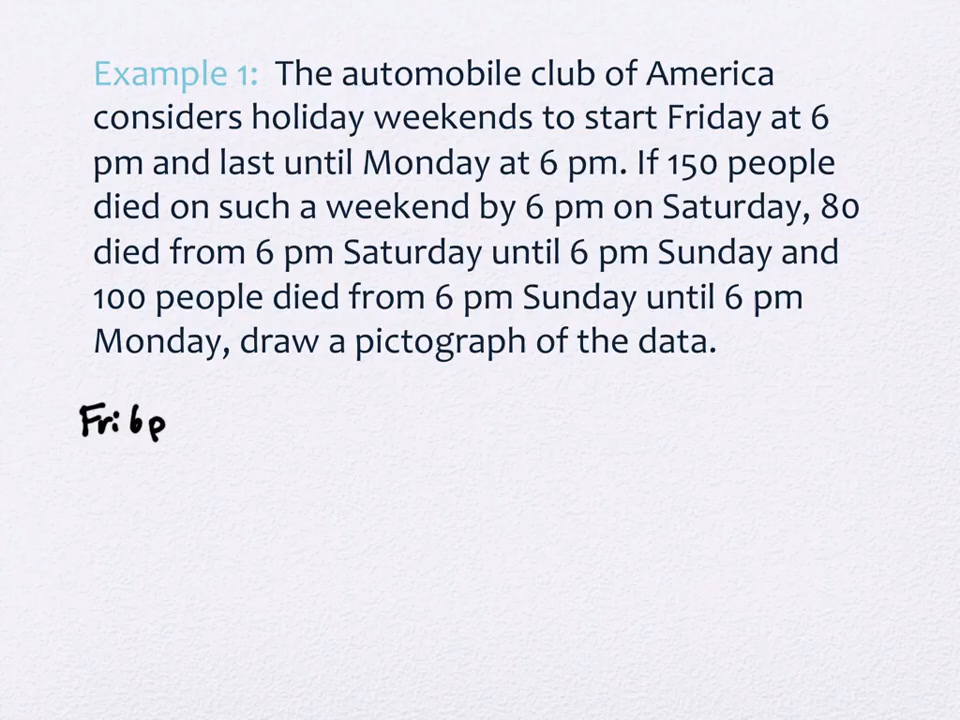 Example 1: The automobile club of America
considers holiday weekends to start Friday at 6
pm and last until Monday at 6 pm. If 150 people
died on such a weekend by 6 pm on Saturday, 80
died from 6 pm Saturday until 6 pm Sunday and
100 people died from 6 pm Sunday until 6 pm
Monday, draw a pictograph of the data.
Fri 6p